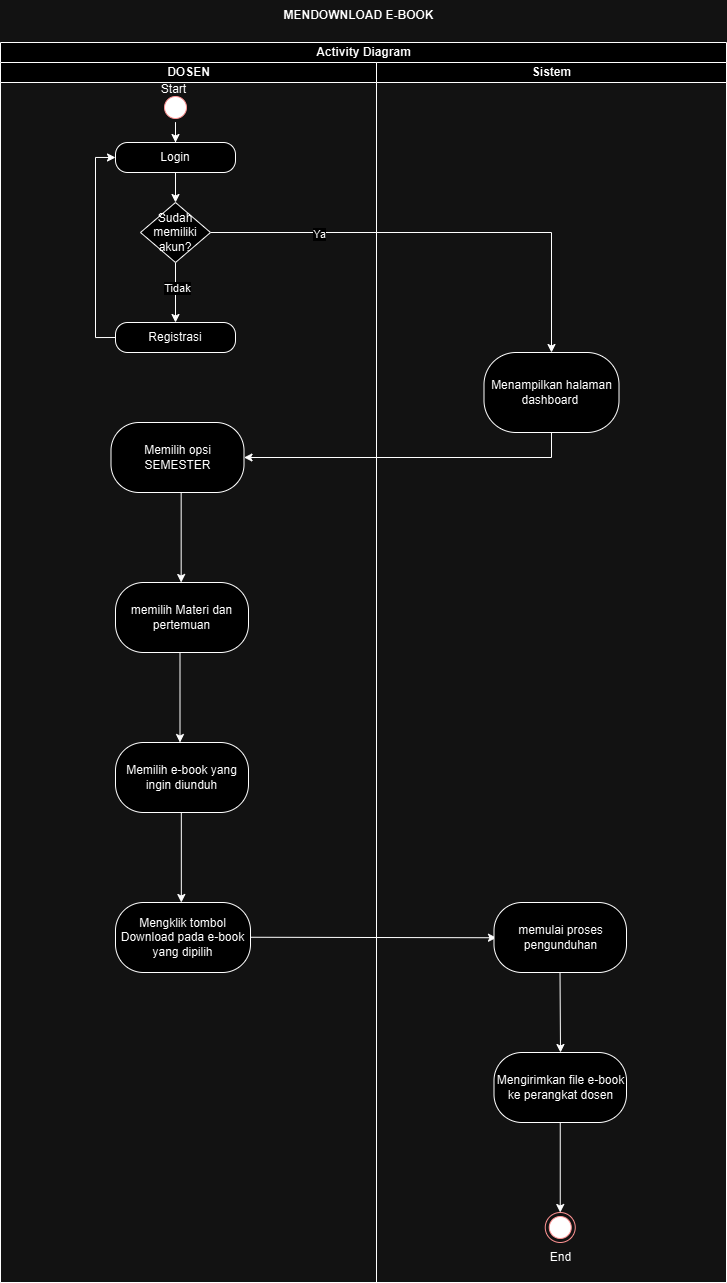 MENDOWNLOAD E-BOOK
Activity Diagram
DOSEN
Sistem
Start
Login
Sudah
memiliki
akun?
Ya
Tidak
Registrasi
Menampilkan halaman
dashboard
Memilih opsi
SEMESTER
memilih Materi dan
pertemuan
Memilih e-book yang
ingin diunduh
Mengklik tombol
Download pada e-book
yang dipilih
memulai proses
pengunduhan
Mengirimkan file e-book
ke perangkat dosen
End